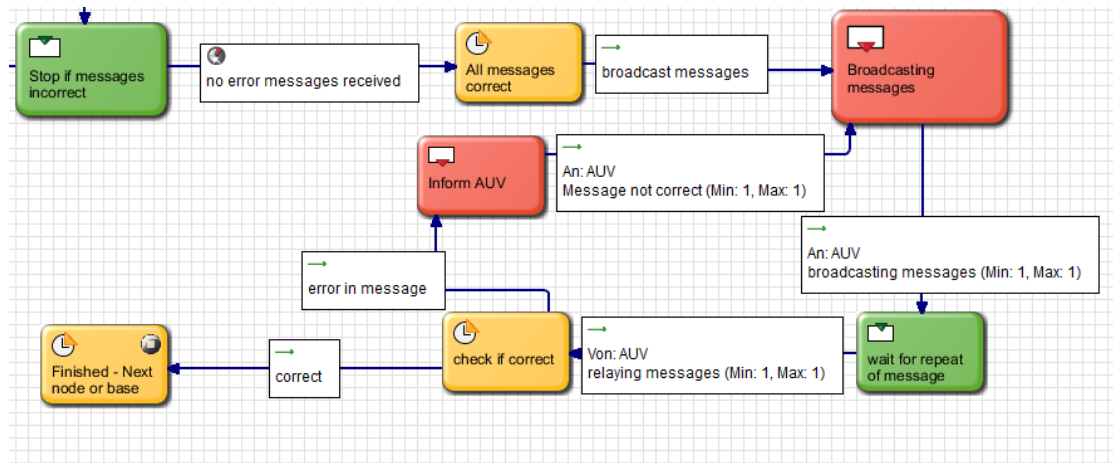 Stop if messages
incorrect
no error messages received
All messages
correct
broadcast messages
Broadcasting
messages
Inform AUV
An: AUV
Message not correct (Min: 1, Max: 1)
An: AUV
broadcasting messages (Min: 1, Max: 1)
error in message
Finished - Next
node or base
correct
check if correct
Von: AUV
relaying messages (Min: 1, Max: 1)
wait for repeat
of message